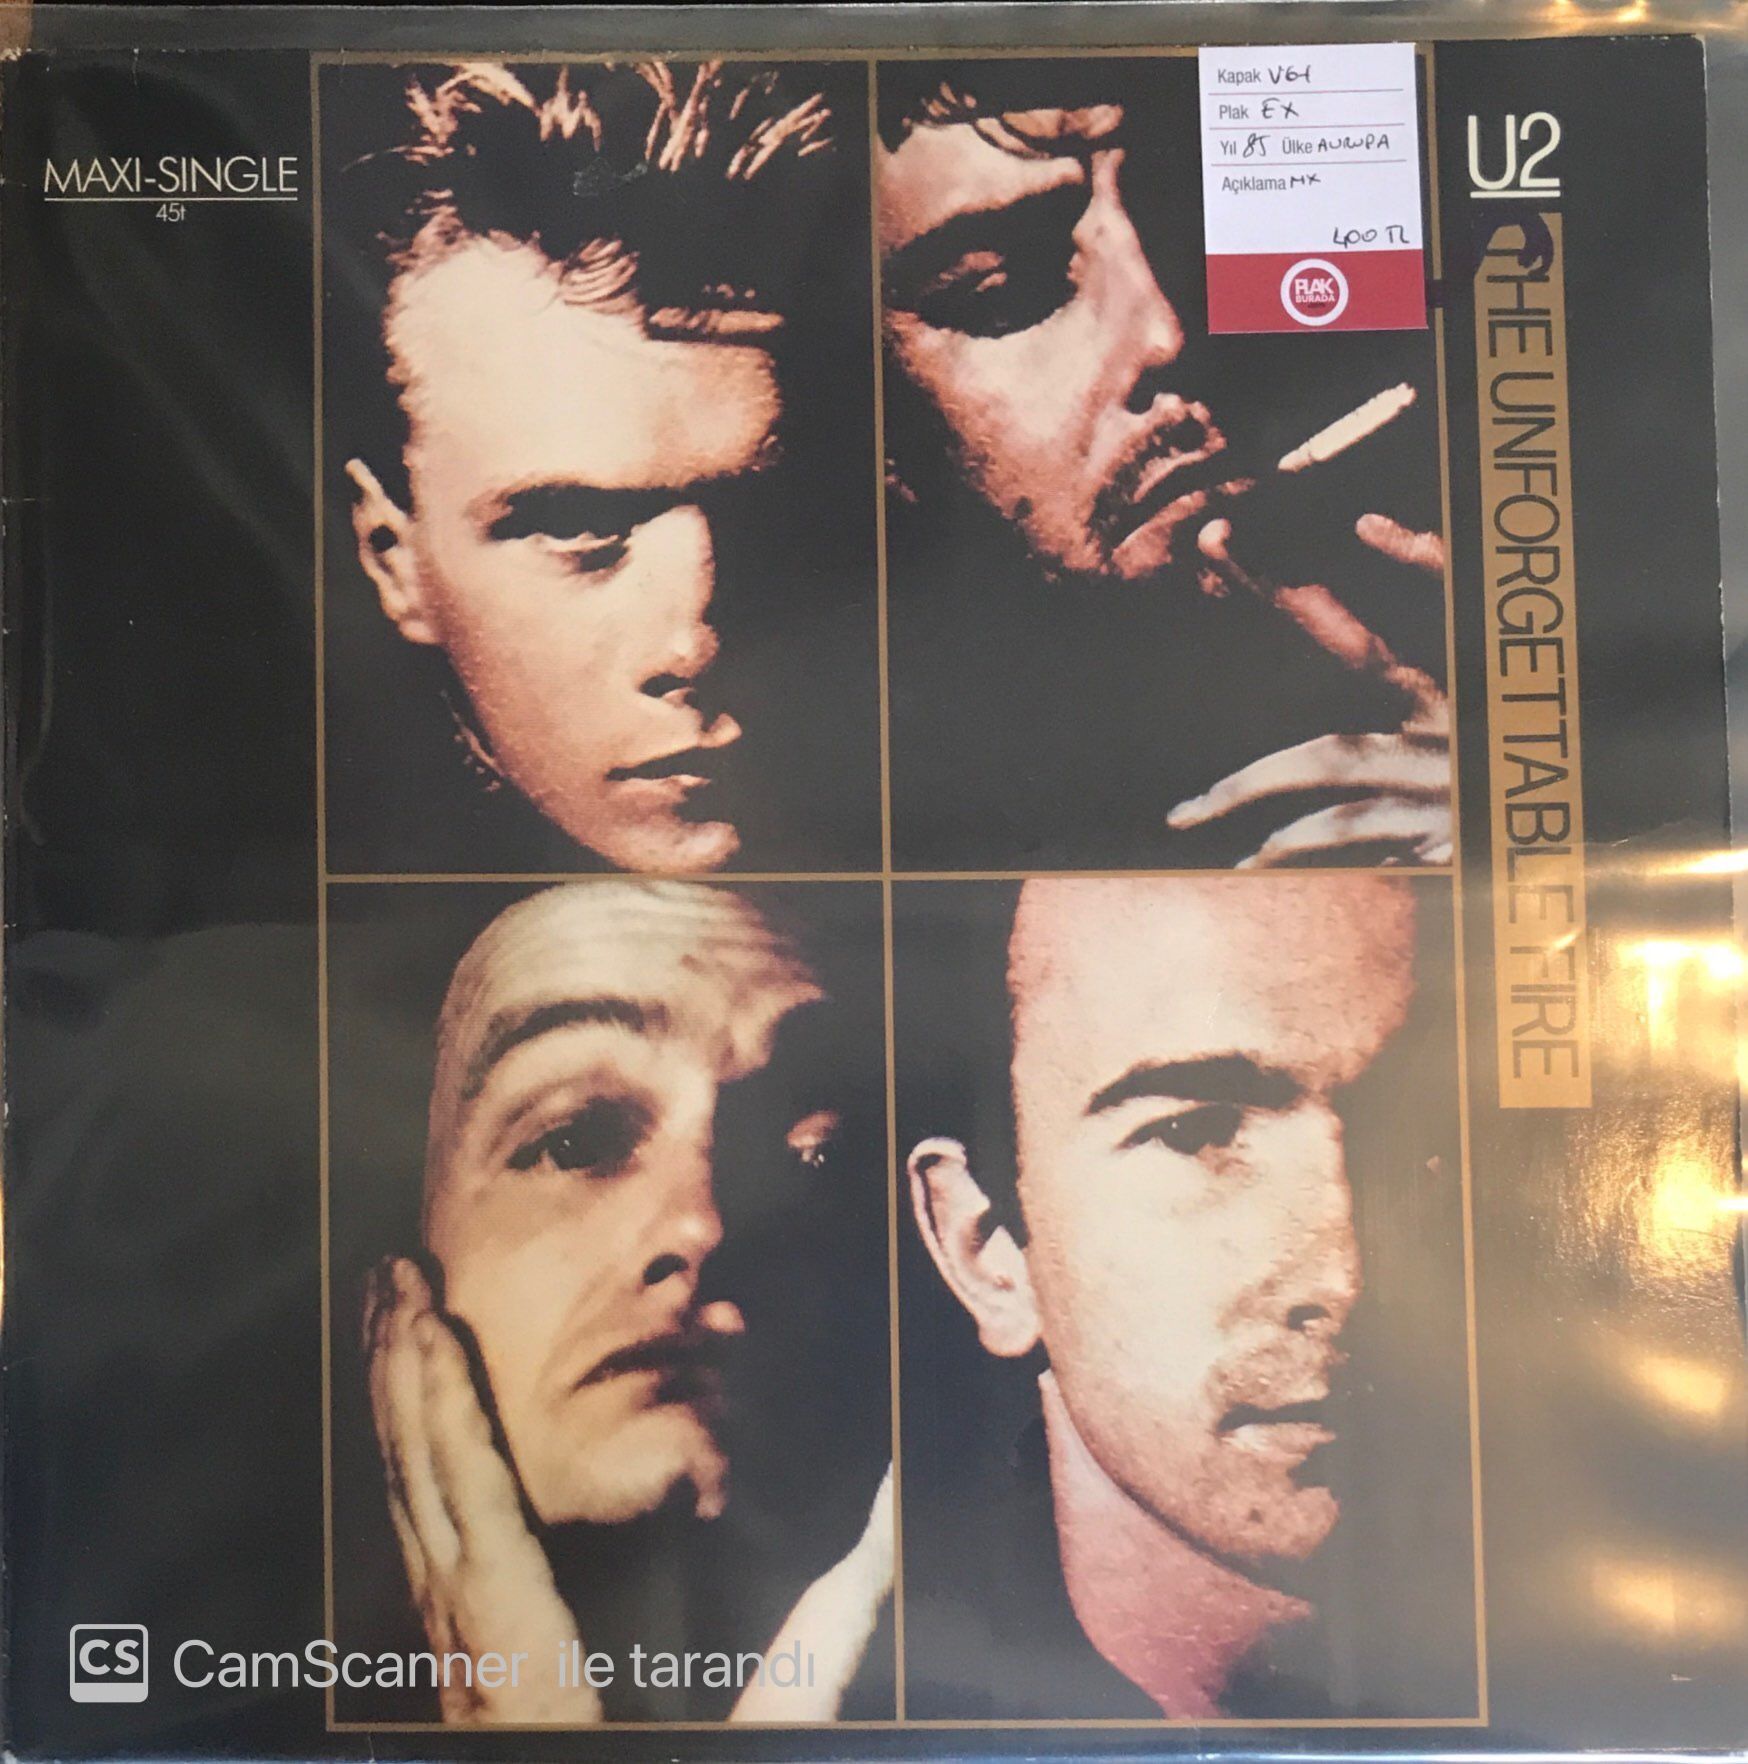 MAXI-SINGLE
45t
Kapak VG+
Plak EX
Yıl 85 Ülke AVRUPA
Açıklama MX
400 TL
PLAK
BURADA
U2
THE UNFORGETTABLE FIRE
CS CamScanner ile tarandı